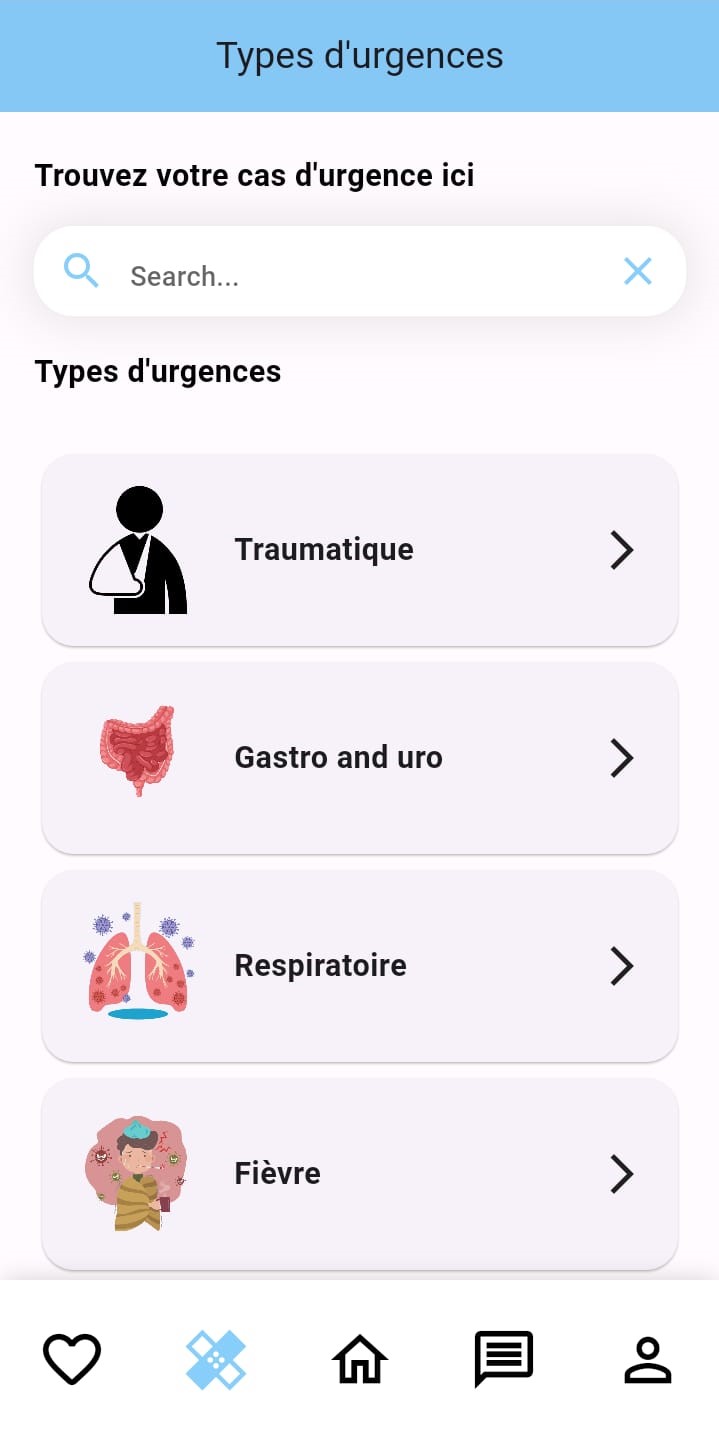 Types d'urgences
Trouvez votre cas d'urgence ici
Search...
Types d'urgences
Traumatique
Gastro and uro
Respiratoire
Fièvre